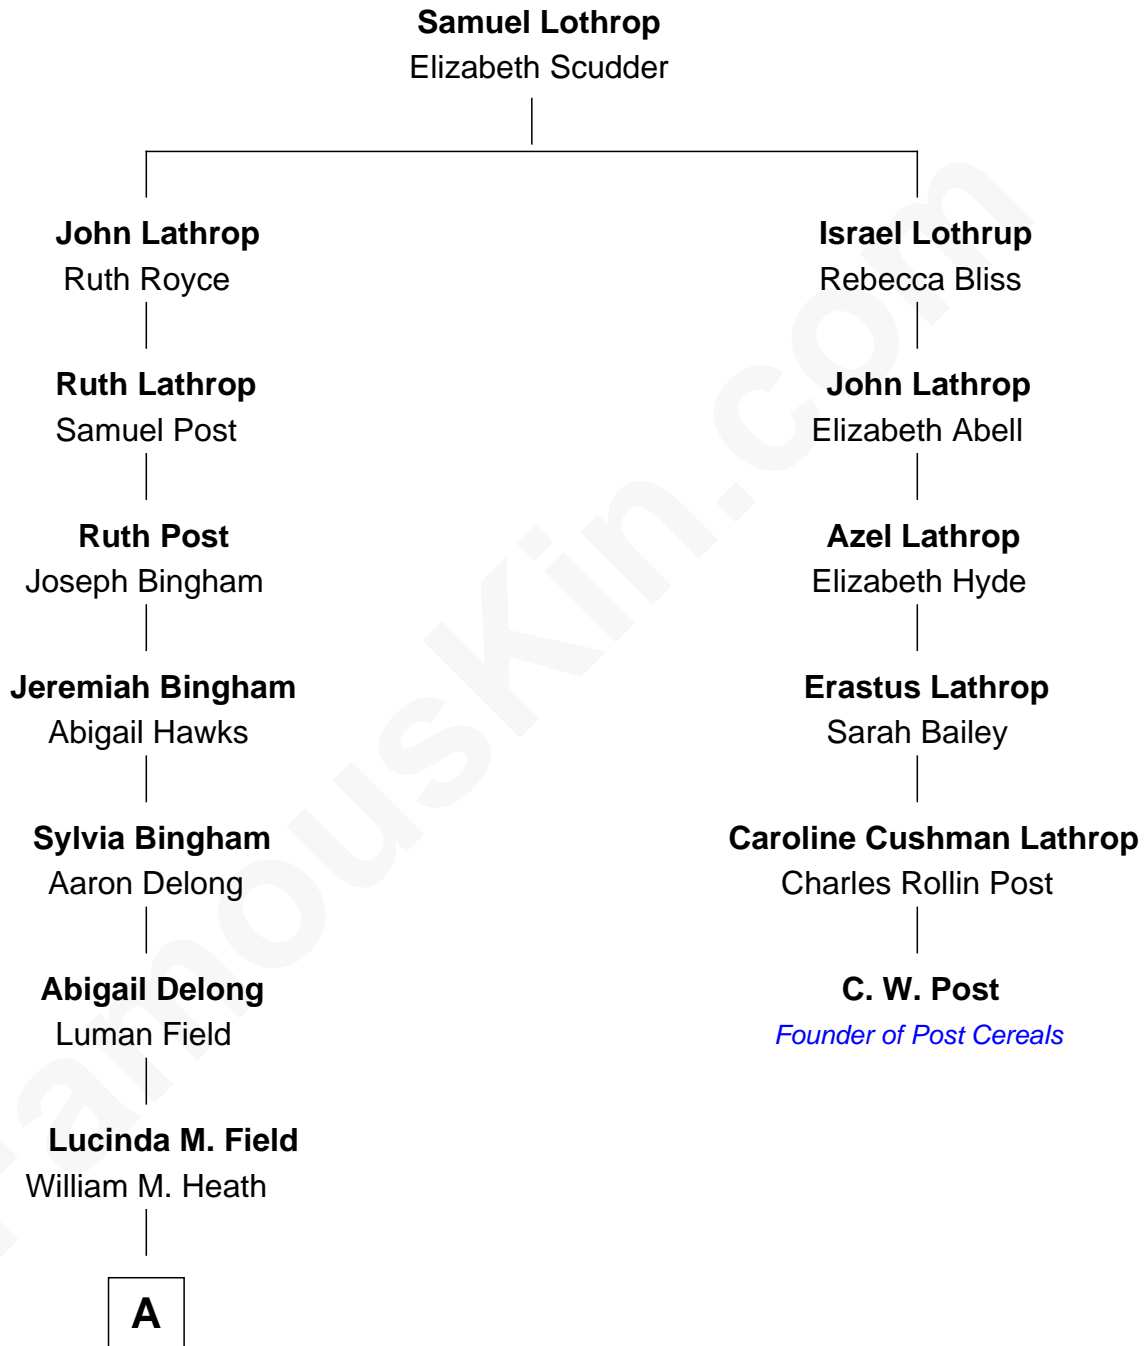 Samuel Lothrop
Elizabeth Scudder
John Lathrop
Ruth Royce
Israel Lothrup
Rebecca Bliss
Ruth Lathrop
Samuel Post
John Lathrop
Elizabeth Abell
Ruth Post
Joseph Bingham
Azel Lathrop
Elizabeth Hyde
Jeremiah Bingham
Abigail Hawks
Erastus Lathrop
Sarah Bailey
Sylvia Bingham
Aaron Delong
Caroline Cushman Lathrop
Charles Rollin Post
Abigail Delong
Luman Field
C. W. Post
Founder of Post Cereals
Lucinda M. Field
William M. Heath
A
FamousKin.com